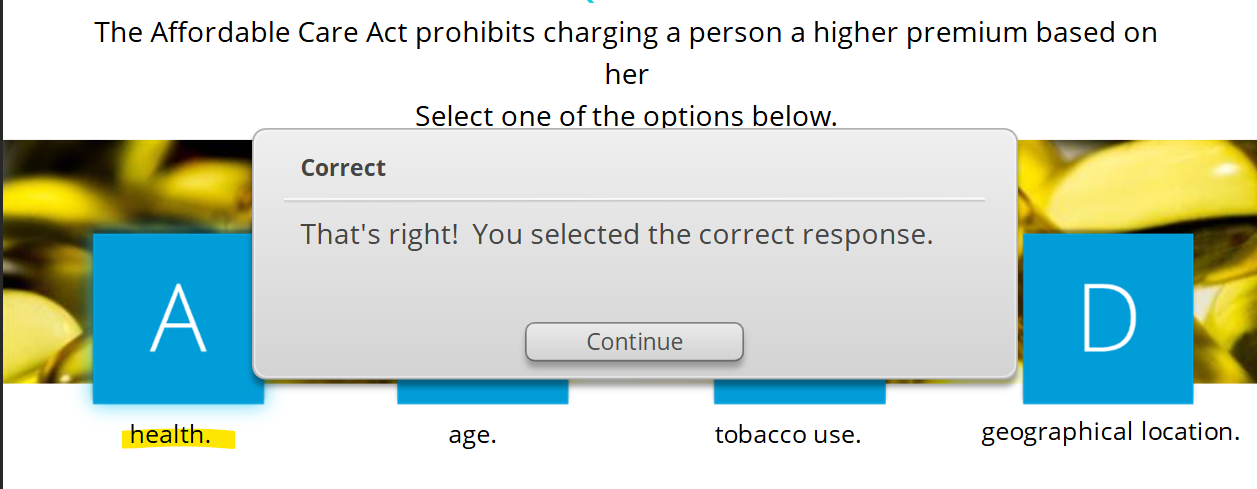 The Affordable Care Act prohibits charging a person a higher premium based on
her
Select one of the options below.
Correct
That's right!  You selected the correct response.
Continue
A
D
health.
age.
tobacco use.
geographical location.